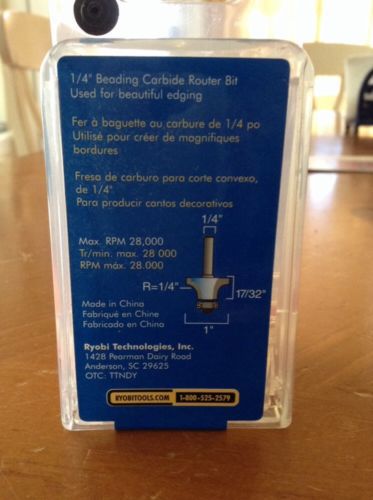 1/4" Beading Carbide Router Bit
Used for beautiful edging
Fer à baguette au carbure de 1/4 po
Utilisé pour créer de magnifiques
bordures
Fresa de carburo para corte convexo,
de 1/4"
Para producir cantos decorativos
1/4"
Max. RPM 28,000
Tr/min. max. 28 000
RPM máx. 28.000
R=1/4"
17/32"
1"
Made in China
Fabriqué en Chine
Fabricado en China
Ryobi Technologies, Inc.
1428 Pearman Dairy Road
Anderson, SC 29625
OTC: TTNDY
RYOBITOOLS.COM 1-800-525-2579